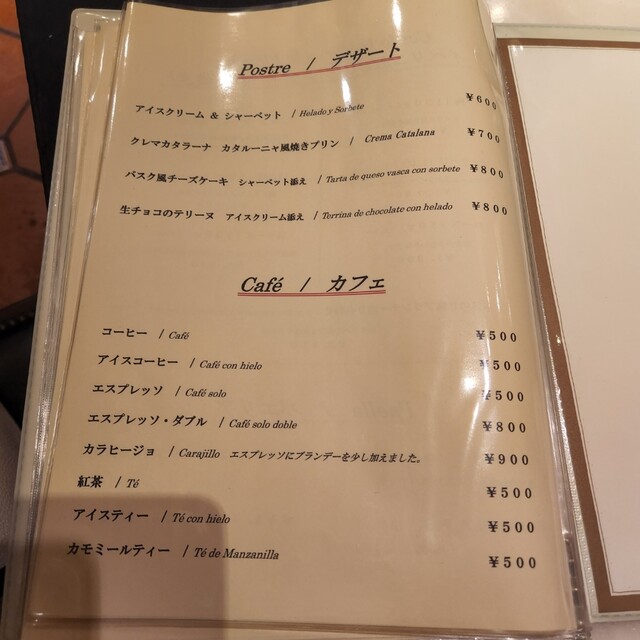 Postre / デザート
アイスクリーム & シャーベット / Helado y Sorbete ¥600
クレマカタラーナ カタルーニャ風焼きプリン / Crema Catalana ¥700
バスク風チーズケーキ シャーベット添え / Tarta de queso vasca con sorbete ¥800
生チョコのテリーヌ アイスクリーム添え / Terrina de chocolate con helado ¥800
Café / カフェ
コーヒー / Café ¥500
アイスコーヒー / Café con hielo ¥500
エスプレッソ / Café solo ¥500
エスプレッソ・ダブル / Café solo doble ¥800
カラヒージョ / Carajillo エスプレッソにブランデーを少し加えました。 ¥900
紅茶 / Té ¥500
アイスティー / Té con hielo ¥500
カモミールティー / Té de Manzanilla ¥500